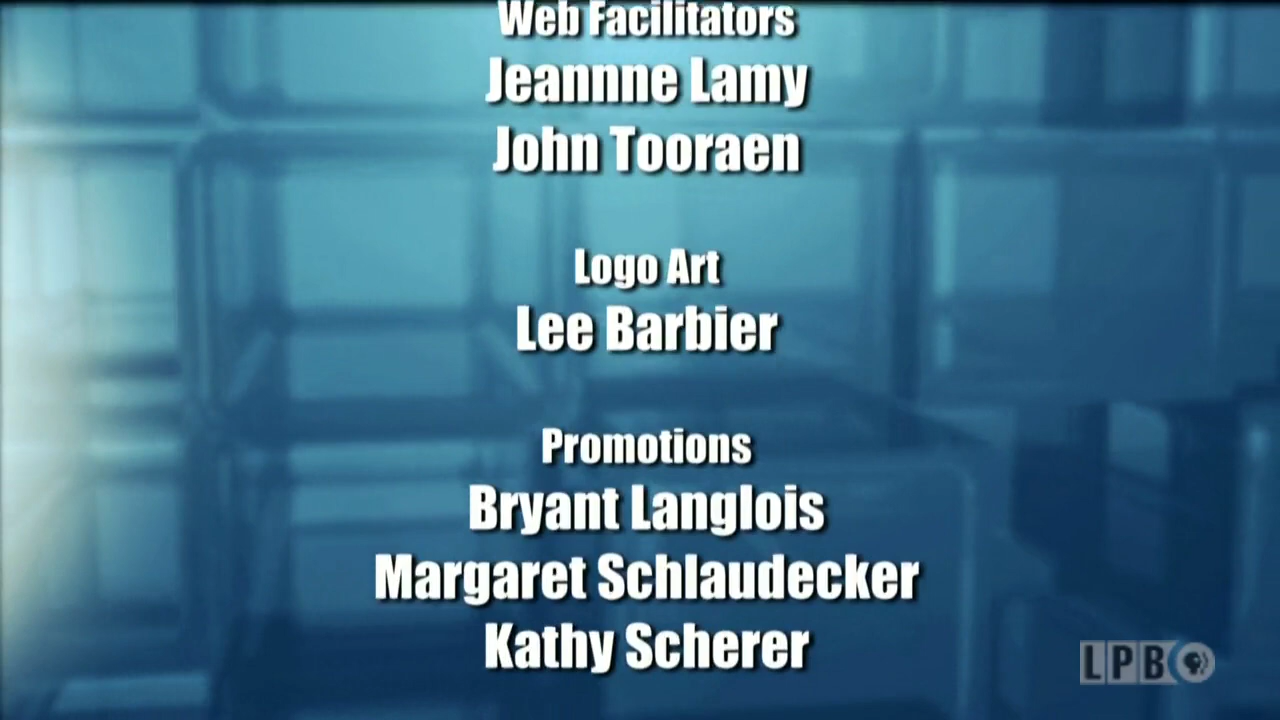 Web Facilitators
Jeannne Lamy
John Tooraen
Logo Art
Lee Barbier
Promotions
Bryant Langlois
Margaret Schlaudecker
Kathy Scherer
LPB